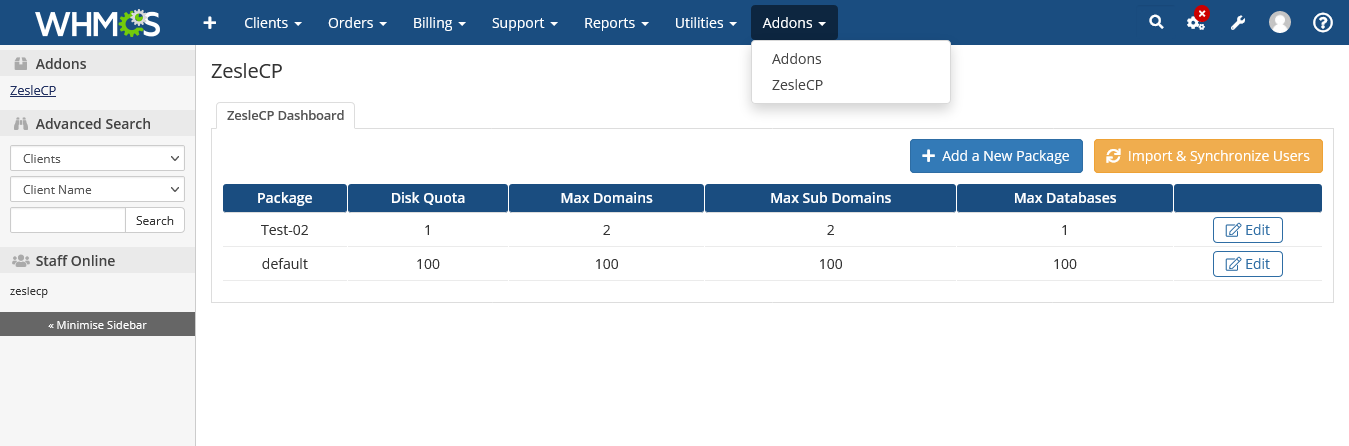 WHMCS Clients Orders Billing Support Reports Utilities Addons
Addons
ZesleCP
Addons
ZesleCP
Advanced Search
Clients
Client Name
Search
Staff Online
zeslecp
« Minimise Sidebar
ZesleCP
ZesleCP Dashboard
Add a New Package Import & Synchronize Users
Package Disk Quota Max Domains Max Sub Domains Max Databases
Test-02 1 2 2 1 Edit
default 100 100 100 100 Edit